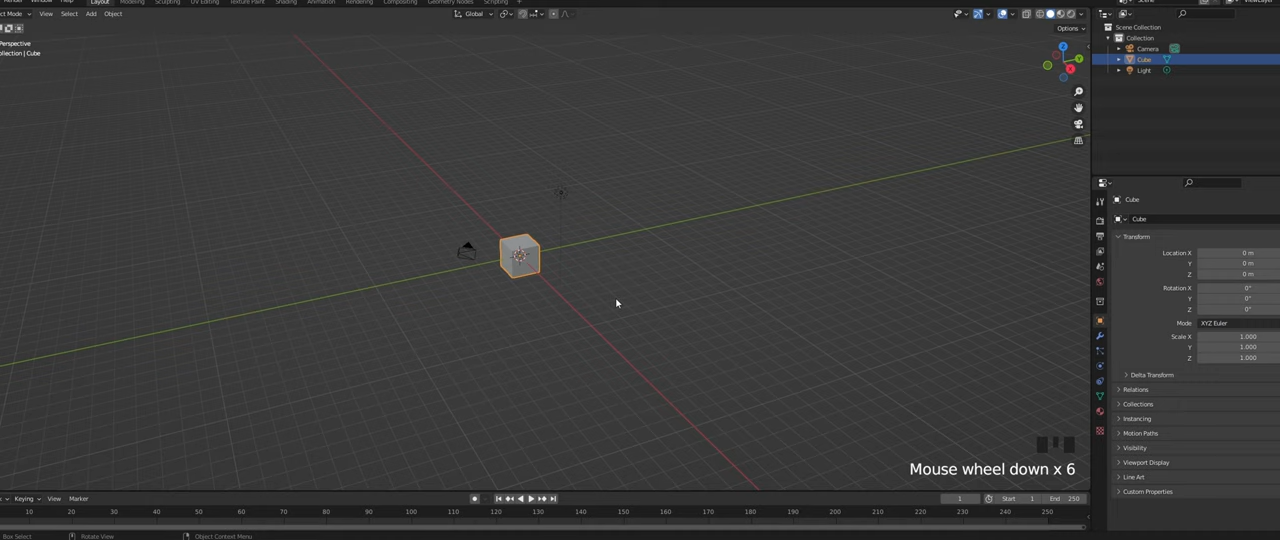 Layout Modeling Sculpting UV Editing Texture Paint Shading Animation Rendering Compositing Geometry Nodes Scripting
Mode View Select Add Object
Global
Options
Perspective
Collection | Cube
Z
Y
X
Mouse wheel down x 6
Scene Collection
Collection
Camera
Cube
Light
Cube
Cube
Transform
Location X 0 m
Y 0 m
Z 0 m
Rotation X 0°
Y 0°
Z 0°
Mode XYZ Euler
Scale X 1.000
Y 1.000
Z 1.000
Delta Transform
Relations
Collections
Instancing
Motion Paths
Visibility
Viewport Display
Line Art
Custom Properties
Keying View Marker
1 Start 1 End 250
10 20 30 40 50 60 70 80 90 100 110 120 130 140 150 160 170 180 190 200 210 220 230 240 250
Box Select Rotate View Object Context Menu